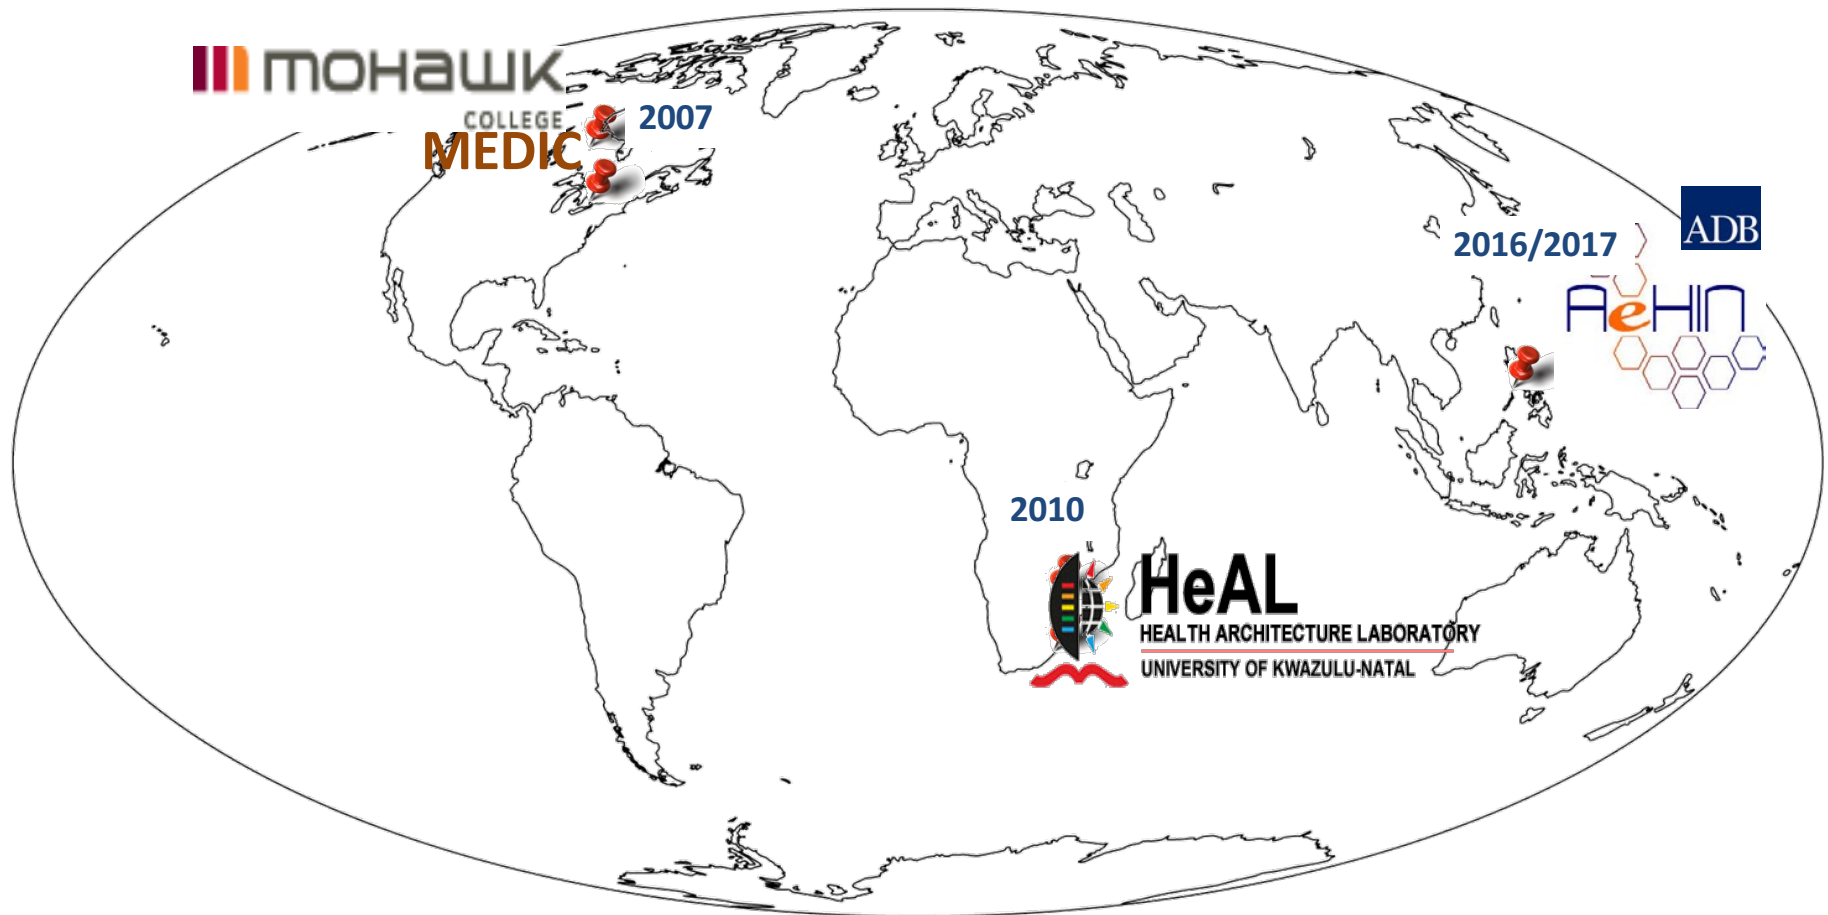 mohawk
COLLEGE
MEDIC
2007
ADB
2016/2017
AeHIN
2010
HeAL
HEALTH ARCHITECTURE LABORATORY
UNIVERSITY OF KWAZULU-NATAL